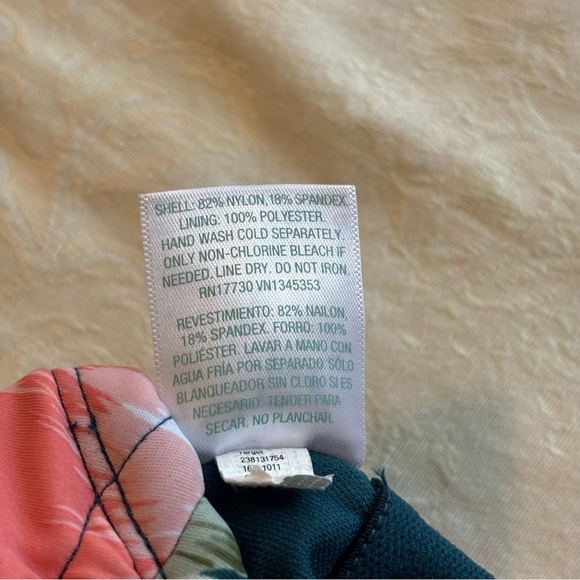 SHELL: 82% NYLON, 18% SPANDEX.
LINING: 100% POLYESTER.
HAND WASH COLD SEPARATELY.
ONLY NON-CHLORINE BLEACH IF
NEEDED. LINE DRY. DO NOT IRON.
RN17730 VN1345353
REVESTIMIENTO: 82% NAILON,
18% SPANDEX. FORRO: 100%
POLIÉSTER. LAVAR A MANO CON
AGUA FRÍA POR SEPARADO. SÓLO
BLANQUEADOR SIN CLORO SI ES
NECESARIO. TENDER PARA
SECAR. NO PLANCHAR.
Target
238131754
1011